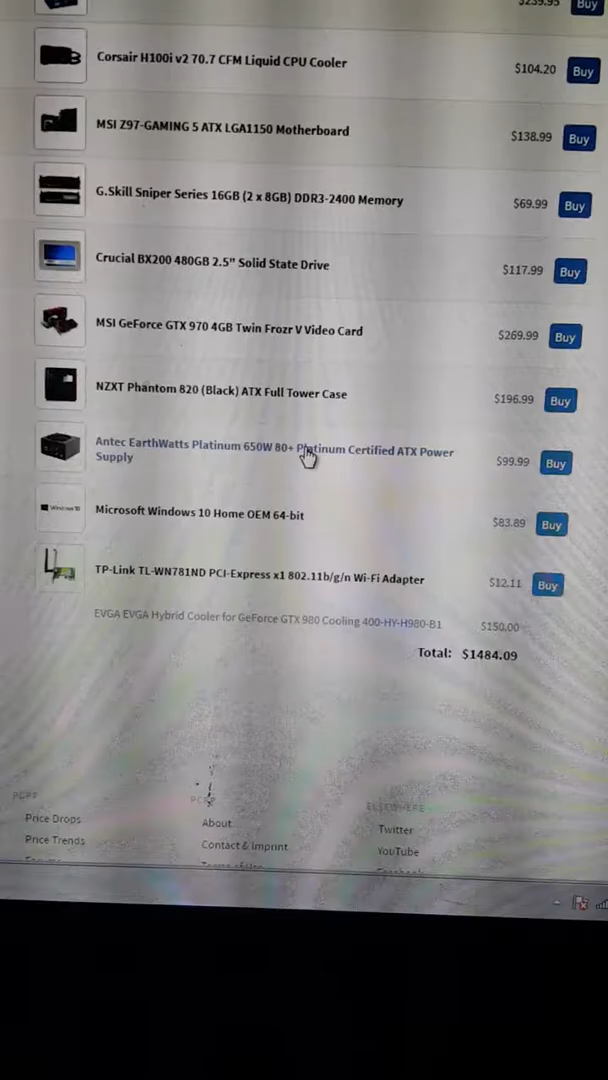 $239.95 Buy
Corsair H100i v2 70.7 CFM Liquid CPU Cooler $104.20 Buy
MSI Z97-GAMING 5 ATX LGA1150 Motherboard $138.99 Buy
G.Skill Sniper Series 16GB (2 x 8GB) DDR3-2400 Memory $69.99 Buy
Crucial BX200 480GB 2.5" Solid State Drive $117.99 Buy
MSI GeForce GTX 970 4GB Twin Frozr V Video Card $269.99 Buy
NZXT Phantom 820 (Black) ATX Full Tower Case $196.99 Buy
Antec EarthWatts Platinum 650W 80+ Platinum Certified ATX Power
Supply $99.99 Buy
Windows 10 Microsoft Windows 10 Home OEM 64-bit $83.89 Buy
TP-Link TL-WN781ND PCI-Express x1 802.11b/g/n Wi-Fi Adapter $12.11 Buy
EVGA EVGA Hybrid Cooler for GeForce GTX 980 Cooling 400-HY-H980-B1 $150.00
Total: $1484.09
ELSEWHERE
Price Drops About Twitter
Price Trends Contact & Imprint YouTube